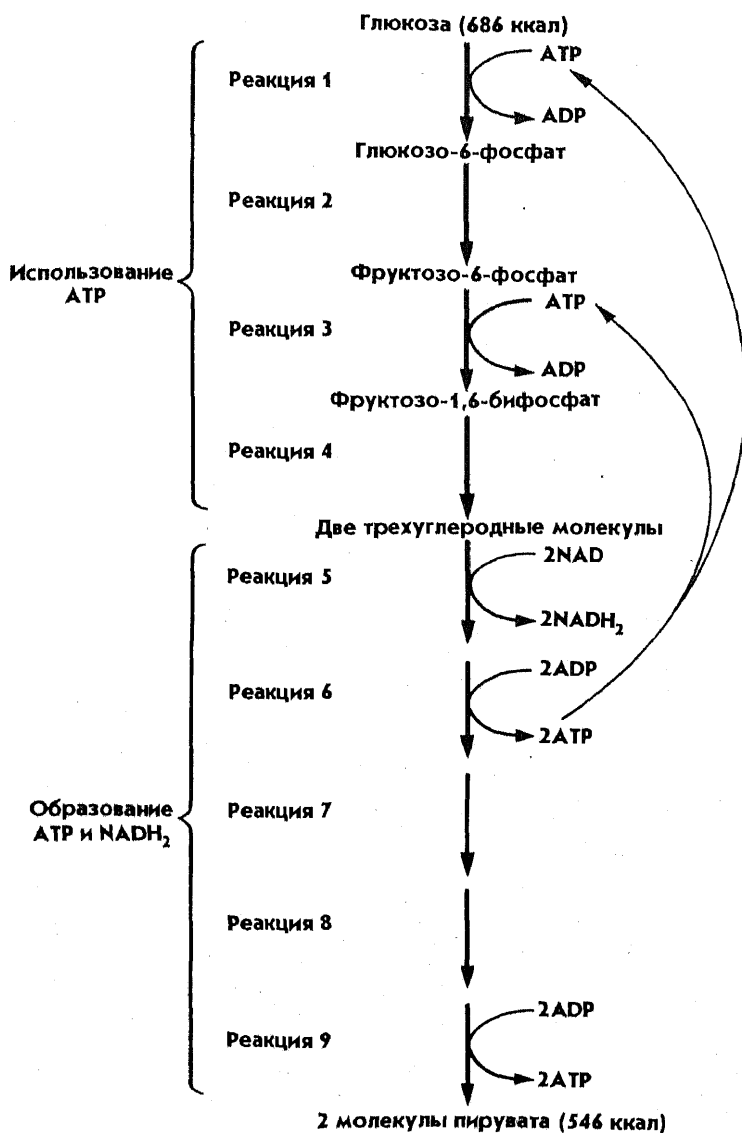 Глюкоза (686 ккал)
ATP
Реакция 1
ADP
Глюкозо-6-фосфат
Реакция 2
Использование
ATP
Фруктозо-6-фосфат
ATP
Реакция 3
ADP
Фруктозо-1,6-бифосфат
Реакция 4
Две трехуглеродные молекулы
2NAD
Реакция 5
2NADH₂
2ADP
Реакция 6
2ATP
Образование
ATP и NADH₂
Реакция 7
Реакция 8
2ADP
Реакция 9
2ATP
2 молекулы пирувата (546 ккал)